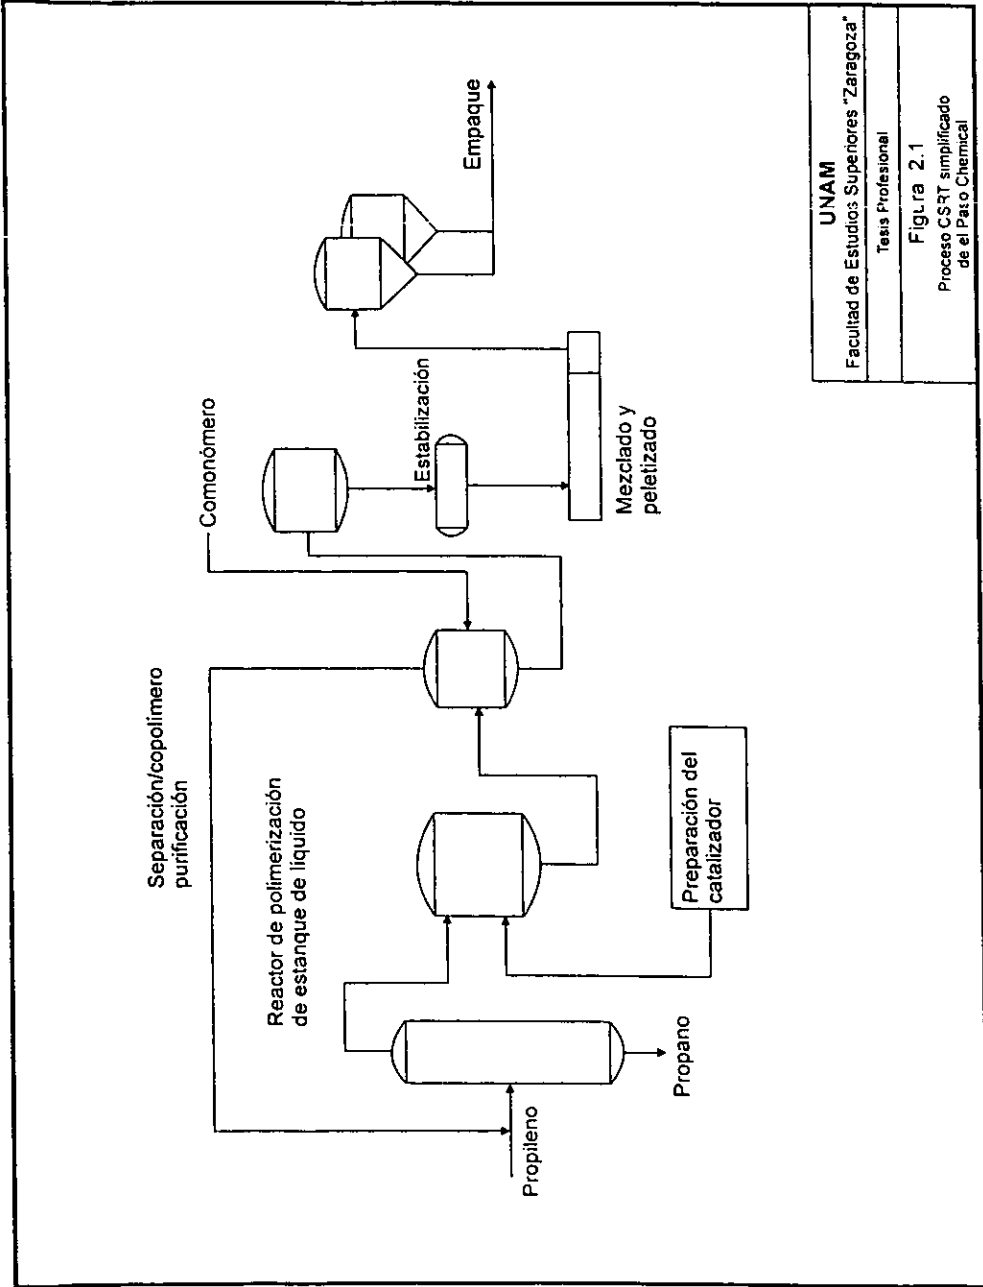 Separación/copolímero
purificación
Comonómero
Reactor de polimerización
de estanque de liquido
Estabilización
Empaque
Propileno
Propano
Preparación del
catalizador
Mezclado y
peletizado
UNAM
Facultad de Estudios Superiores "Zaragoza"
Tesis Profesional
Figura 2.1
Proceso CSRT simplificado
de el Paso Chemical